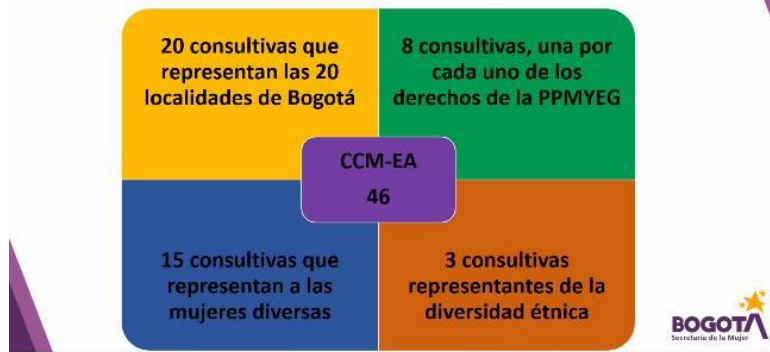 20 consultivas que
representan las 20
localidades de Bogotá
8 consultivas, una por
cada uno de los
derechos de la PPMYEG
CCM-EA
46
15 consultivas que
representan a las
mujeres diversas
3 consultivas
representantes de la
diversidad étnica
BOGOTÁ
Secretaría de la Mujer